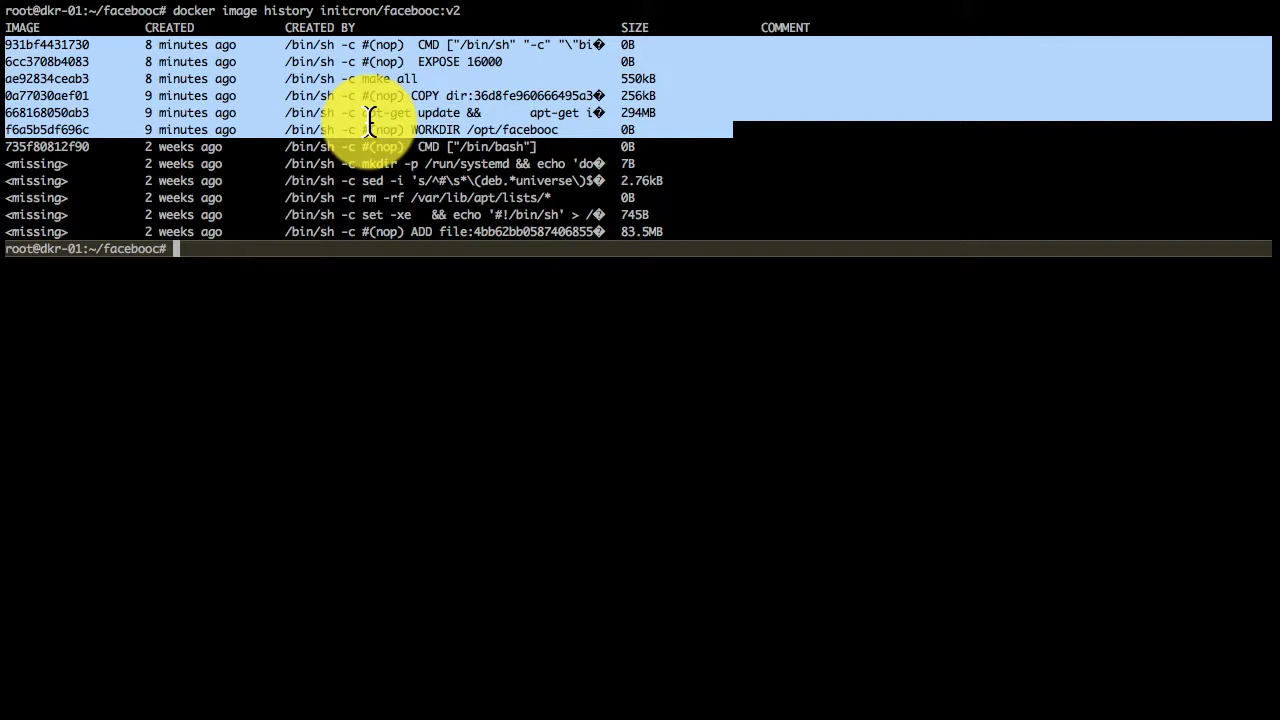 root@dkr-01:~/facebooc# docker image history initcron/facebooc:v2
IMAGE CREATED CREATED BY SIZE COMMENT
931bf4431730 8 minutes ago /bin/sh -c #(nop) CMD ["/bin/sh" "-c" "\"bi� 0B
6cc3708b4083 8 minutes ago /bin/sh -c #(nop) EXPOSE 16000 0B
ae92834ceab3 8 minutes ago /bin/sh -c make all 550kB
0a77030aef01 9 minutes ago /bin/sh -c #(nop) COPY dir:36d8fe960666495a3� 256kB
668168050ab3 9 minutes ago /bin/sh -c apt-get update && apt-get i� 294MB
f6a5b5df696c 9 minutes ago /bin/sh -c #(nop) WORKDIR /opt/facebooc 0B
735f80812f90 2 weeks ago /bin/sh -c #(nop) CMD ["/bin/bash"] 0B
<missing> 2 weeks ago /bin/sh -c mkdir -p /run/systemd && echo 'do� 7B
<missing> 2 weeks ago /bin/sh -c sed -i 's/^#\s*\(deb.*universe\)$� 2.76kB
<missing> 2 weeks ago /bin/sh -c rm -rf /var/lib/apt/lists/* 0B
<missing> 2 weeks ago /bin/sh -c set -xe && echo '#!/bin/sh' > /� 745B
<missing> 2 weeks ago /bin/sh -c #(nop) ADD file:4bb62bb0587406855� 83.5MB
root@dkr-01:~/facebooc#